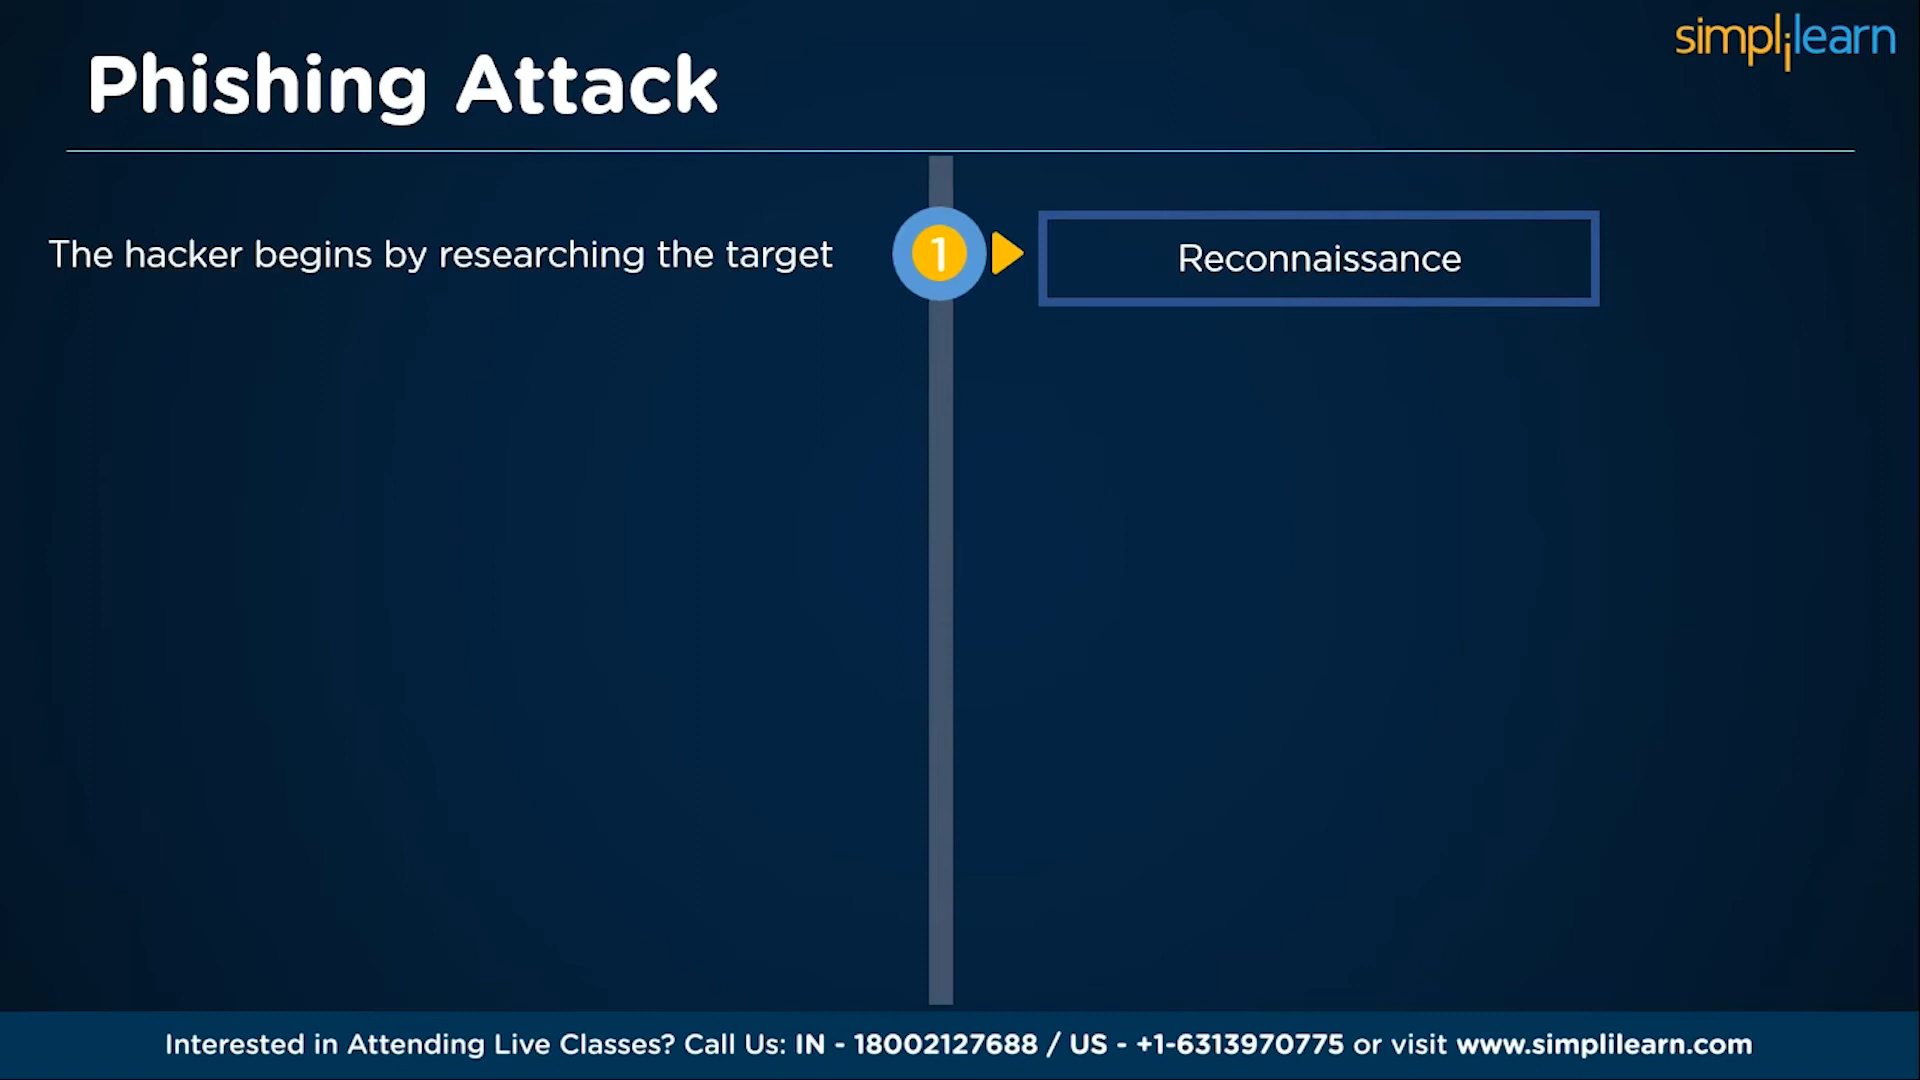 simplilearn
Phishing Attack
The hacker begins by researching the target
1
Reconnaissance
Interested in Attending Live Classes? Call Us: IN - 18002127688 / US - +1-6313970775 or visit www.simplilearn.com